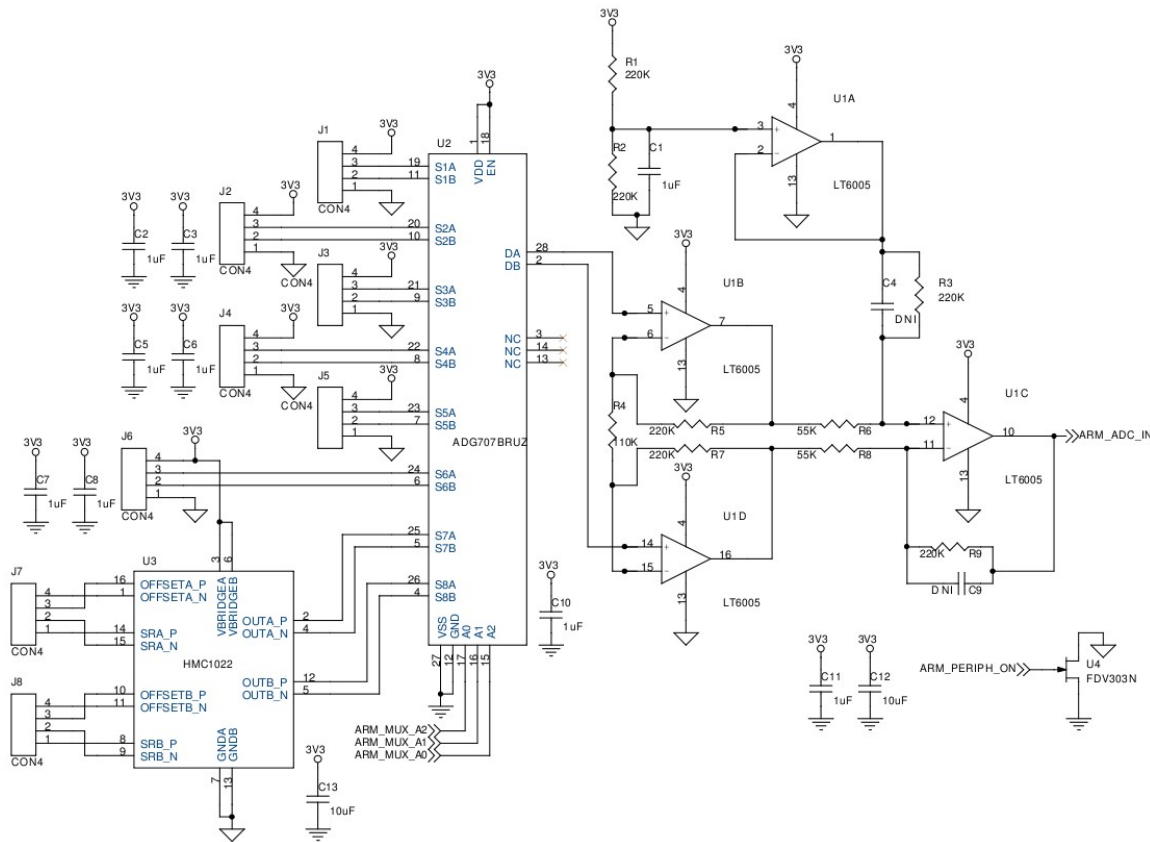 3V3
R1
220K
3V3
4
U1A
3
2
1
13
LT6005
R2
220K
C1
1uF
3V3
J1
3V3
4
3
2
1
CON4
U2
1
18
VDD
EN
19
11
S1A
S1B
J2
3V3
4
3
2
1
CON4
3V3
3V3
C2
1uF
C3
1uF
20
10
S2A
S2B
J3
3V3
4
3
2
1
CON4
21
9
S3A
S3B
DA
DB
28
2
3V3
3V3
C5
1uF
C6
1uF
J4
3V3
4
3
2
1
CON4
22
8
S4A
S4B
NC
NC
NC
3
14
13
J5
3V3
4
3
2
1
CON4
23
7
S5A
S5B
ADG707BRUZ
3V3
4
U1B
5
6
7
13
LT6005
C4
DNI
R3
220K
R4
110K
220K
R5
55K
R6
220K
R7
55K
R8
3V3
4
U1C
12
11
10
13
LT6005
ARM_ADC_IN
3V3
4
U1D
14
15
16
13
LT6005
220K
R9
DNI
C9
3V3
3V3
C7
1uF
C8
1uF
J6
3V3
4
3
2
1
CON4
24
6
S6A
S6B
25
5
S7A
S7B
26
4
S8A
S8B
VSS
GND
A0
A1
A2
27
12
17
16
15
3V3
C10
1uF
J7
4
3
2
1
CON4
U3
3
6
VBRIDGEA
VBRIDGEB
16
1
OFFSETA_P
OFFSETA_N
14
15
SRA_P
SRA_N
OUTA_P
OUTA_N
2
4
HMC1022
J8
4
3
2
1
CON4
10
11
OFFSETB_P
OFFSETB_N
8
9
SRB_P
SRB_N
OUTB_P
OUTB_N
12
5
GNDA
GNDB
7
13
ARM_MUX_A2
ARM_MUX_A1
ARM_MUX_A0
3V3
C13
10uF
3V3
3V3
C11
1uF
C12
10uF
ARM_PERIPH_ON
U4
FDV303N